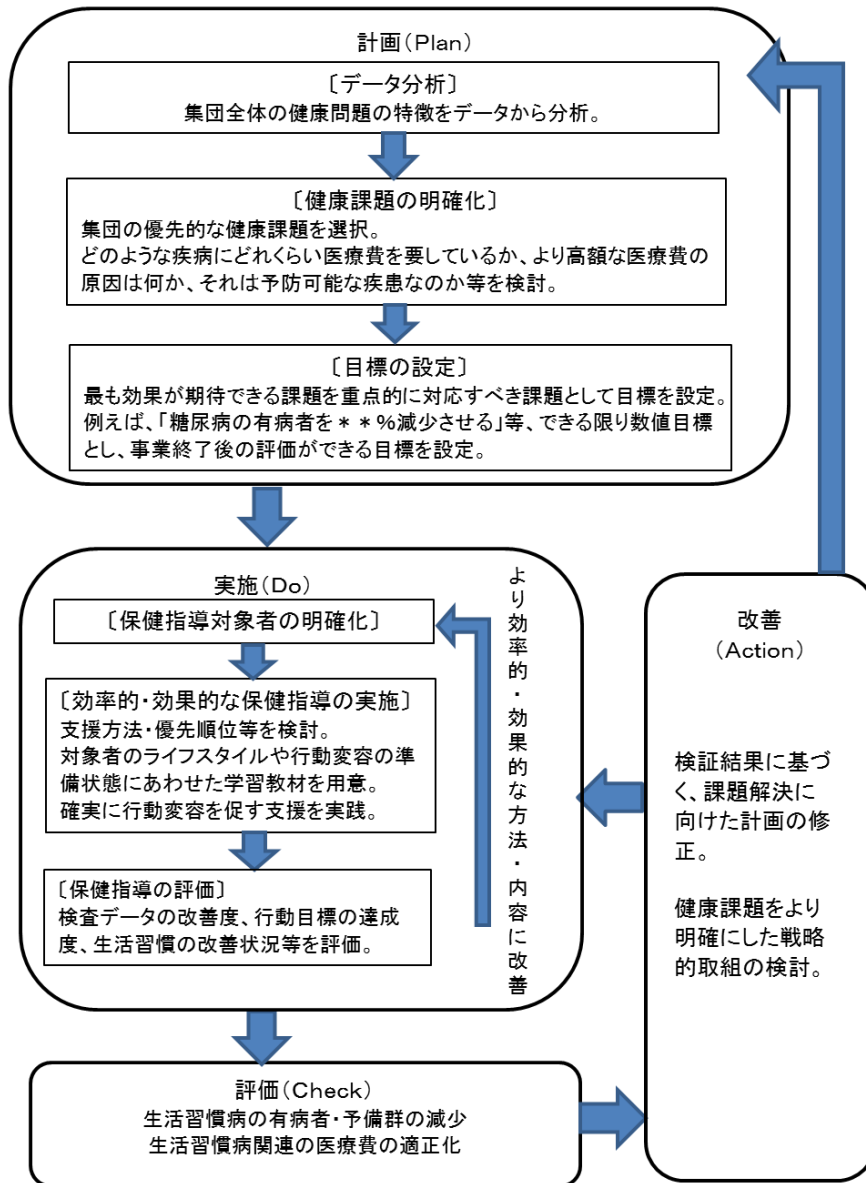 計画(Plan)
〔データ分析〕
集団全体の健康問題の特徴をデータから分析。
〔健康課題の明確化〕
集団の優先的な健康課題を選択。
どのような疾病にどれくらい医療費を要しているか、より高額な医療費の
原因は何か、それは予防可能な疾患なのか等を検討。
〔目標の設定〕
最も効果が期待できる課題を重点的に対応すべき課題として目標を設定。
例えば、「糖尿病の有病者を**%減少させる」等、できる限り数値目標
とし、事業終了後の評価ができる目標を設定。
実施(Do)
〔保健指導対象者の明確化〕
〔効率的・効果的な保健指導の実施〕
支援方法・優先順位等を検討。
対象者のライフスタイルや行動変容の準
備状態にあわせた学習教材を用意。
確実に行動変容を促す支援を実践。
〔保健指導の評価〕
検査データの改善度、行動目標の達成
度、生活習慣の改善状況等を評価。
より効率的・効果的な方法・内容に改善
改善
(Action)
検証結果に基づ
く、課題解決に
向けた計画の修
正。
健康課題をより
明確にした戦略
的取組の検討。
評価(Check)
生活習慣病の有病者・予備群の減少
生活習慣病関連の医療費の適正化